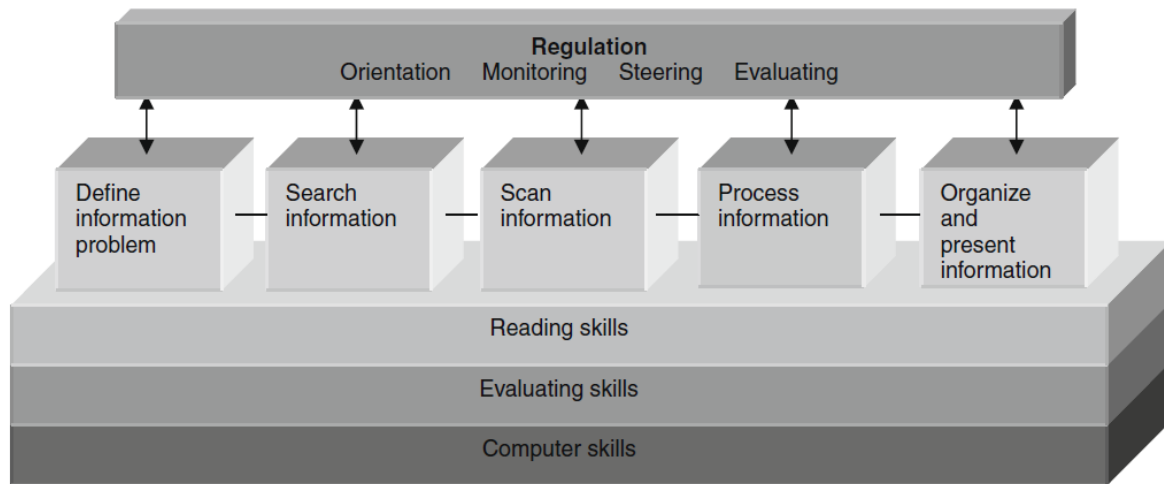 Regulation
Orientation Monitoring Steering Evaluating
Define
information
problem
Search
information
Scan
information
Process
information
Organize
and
present
information
Reading skills
Evaluating skills
Computer skills